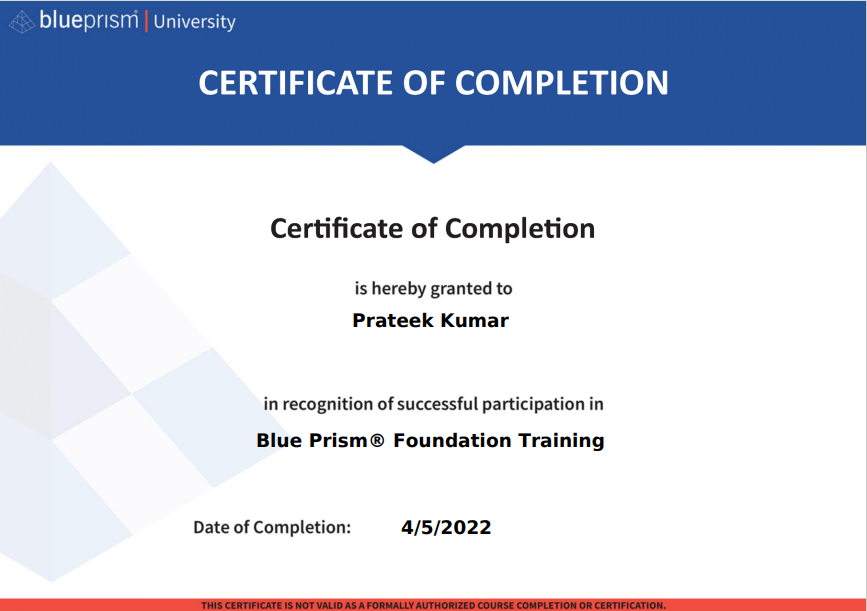 blueprism® | University
CERTIFICATE OF COMPLETION
Certificate of Completion
is hereby granted to
Prateek Kumar
in recognition of successful participation in
Blue Prism® Foundation Training
Date of Completion: 4/5/2022
THIS CERTIFICATE IS NOT VALID AS A FORMALLY AUTHORIZED COURSE COMPLETION OR CERTIFICATION.